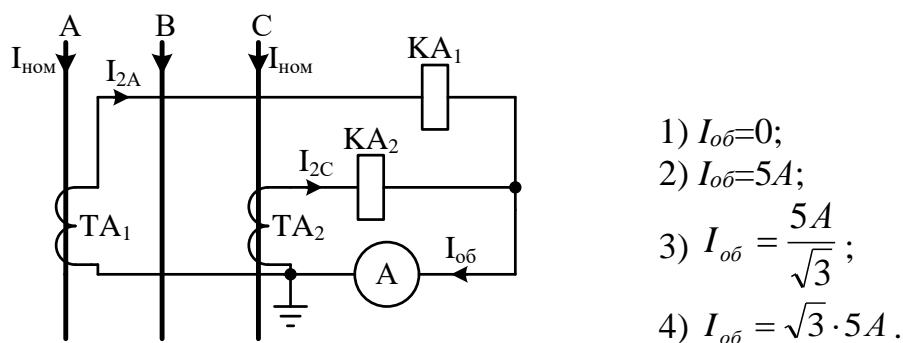 A B C
I_ном I_ном
I_2A
KA_1
KA_2
I_2C
TA_1 TA_2
I_об
A
1) I_об=0;
2) I_об=5A;
3) I_об = 5A/√3 ;
4) I_об = √3·5A .